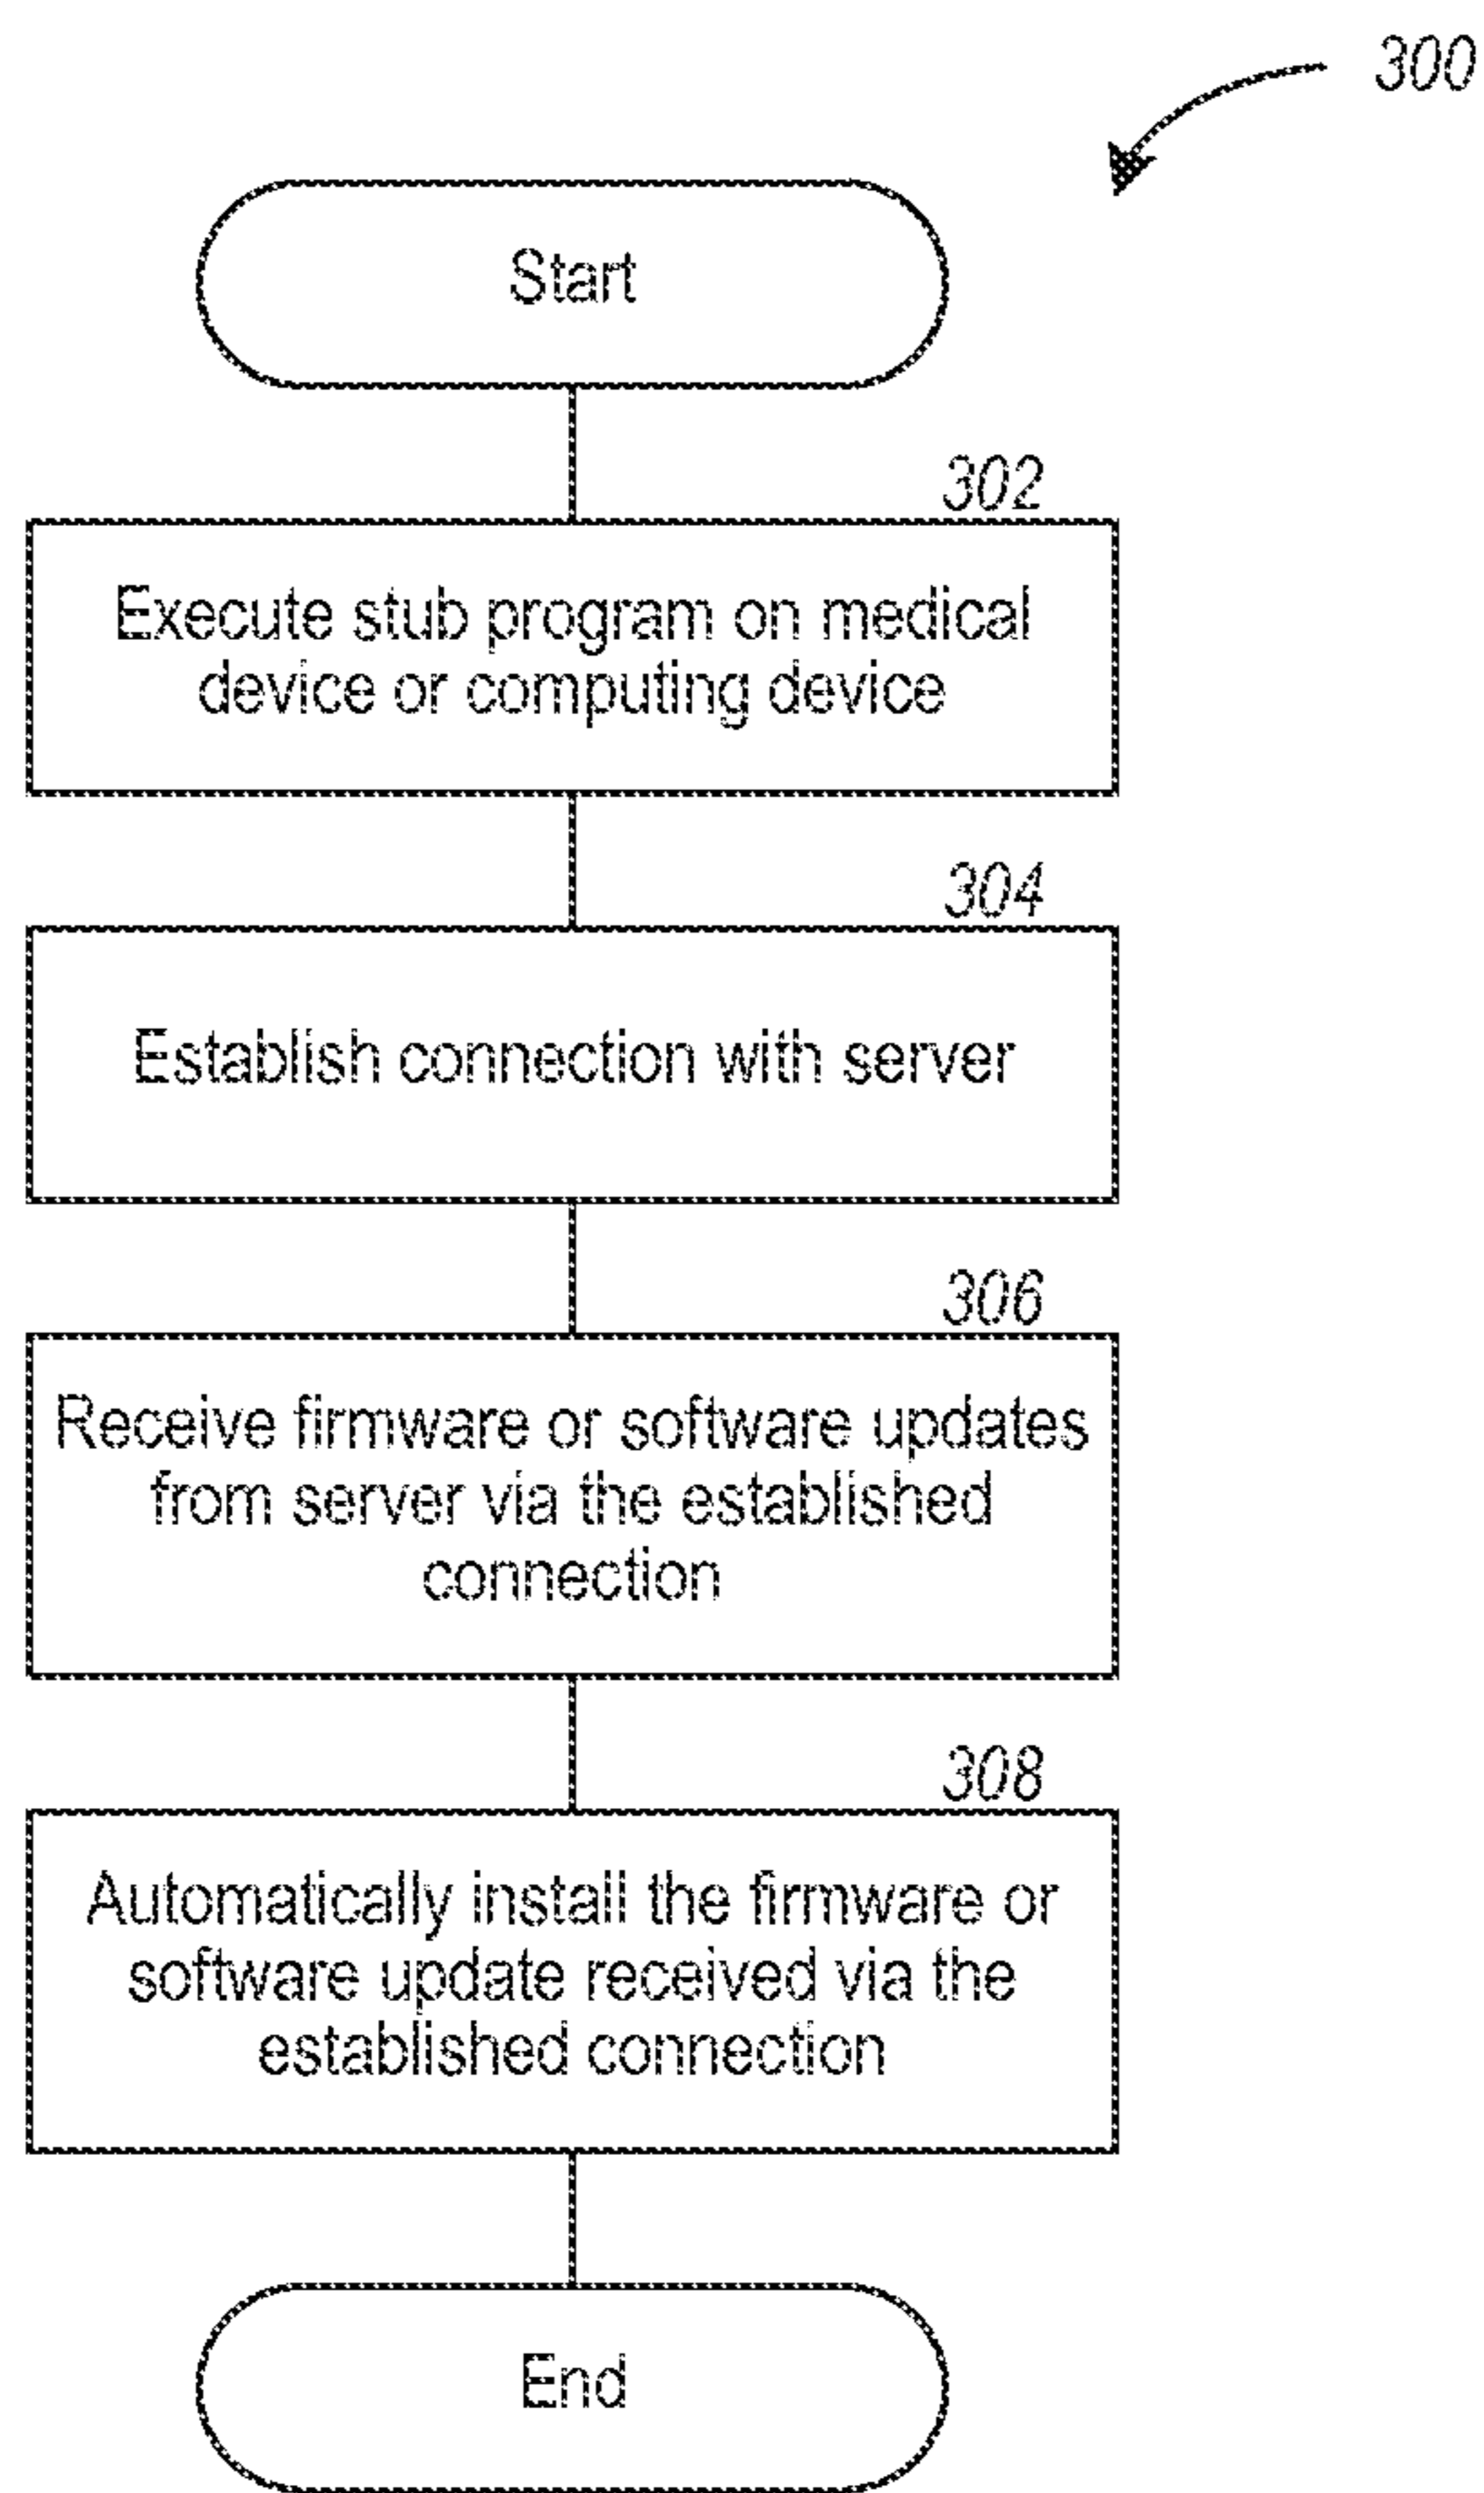 300
Start
302
Execute stub program on medical
device or computing device
304
Establish connection with server
306
Receive firmware or software updates
from server via the established
connection
308
Automatically install the firmware or
software update received via the
established connection
End